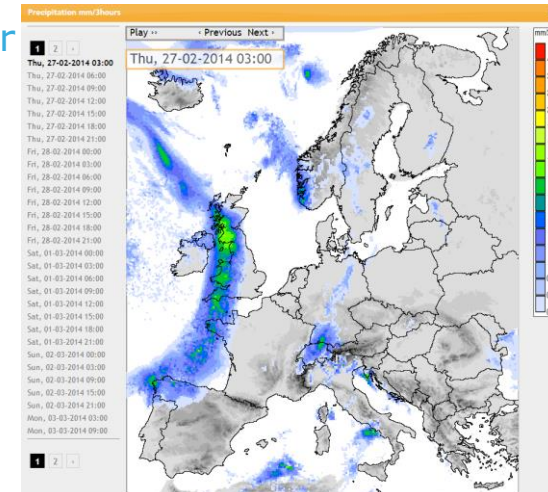 Precipitation mm/3hours
r
Play ›› ‹ Previous Next ›
Thu, 27-02-2014 03:00
1 2 ›
Thu, 27-02-2014 03:00
Thu, 27-02-2014 06:00
Thu, 27-02-2014 09:00
Thu, 27-02-2014 12:00
Thu, 27-02-2014 15:00
Thu, 27-02-2014 18:00
Thu, 27-02-2014 21:00
Fri, 28-02-2014 00:00
Fri, 28-02-2014 03:00
Fri, 28-02-2014 06:00
Fri, 28-02-2014 09:00
Fri, 28-02-2014 12:00
Fri, 28-02-2014 15:00
Fri, 28-02-2014 18:00
Fri, 28-02-2014 21:00
Sat, 01-03-2014 00:00
Sat, 01-03-2014 03:00
Sat, 01-03-2014 06:00
Sat, 01-03-2014 09:00
Sat, 01-03-2014 12:00
Sat, 01-03-2014 15:00
Sat, 01-03-2014 18:00
Sat, 01-03-2014 21:00
Sun, 02-03-2014 00:00
Sun, 02-03-2014 03:00
Sun, 02-03-2014 09:00
Sun, 02-03-2014 15:00
Sun, 02-03-2014 21:00
Mon, 03-03-2014 03:00
Mon, 03-03-2014 09:00
1 2 ›